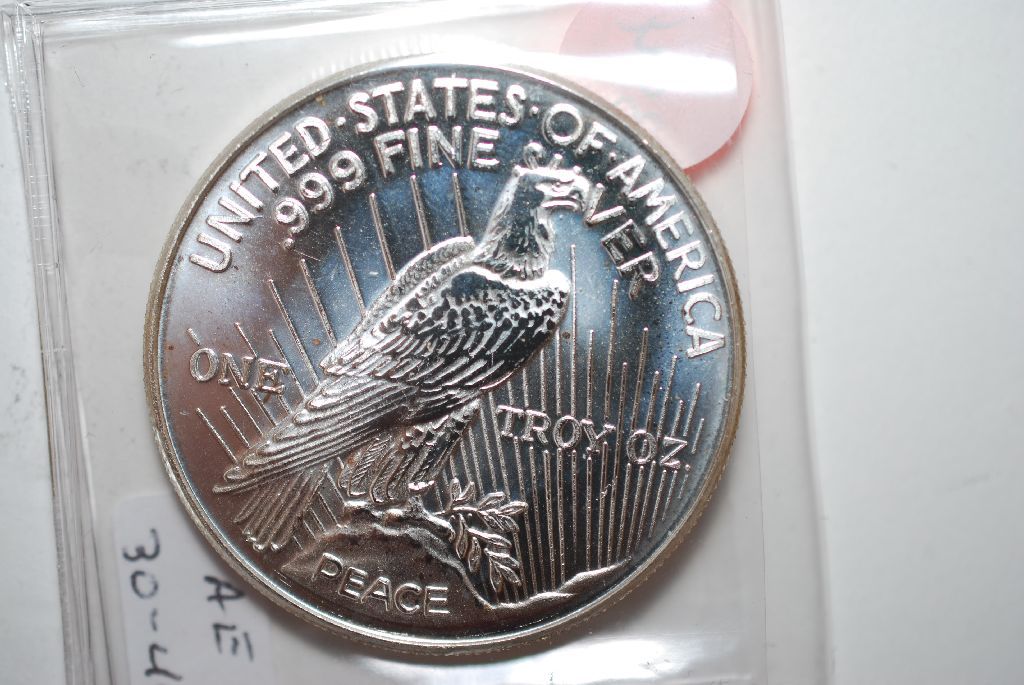 UNITED·STATES·OF·AMERICA
.999 FINE SILVER
ONE TROY OZ.
PEACE
AE
30-4